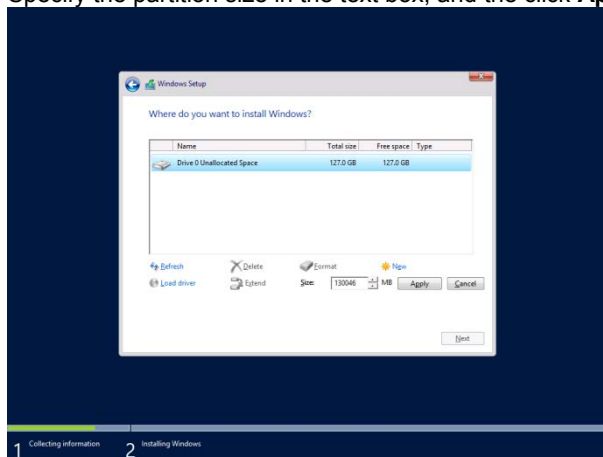 Specify the partition size in the text box, and the click Ap
Windows Setup
Where do you want to install Windows?
Name Total size Free space Type
Drive 0 Unallocated Space 127.0 GB 127.0 GB
Refresh Delete Format New
Load driver Extend Size: 130046 MB Apply Cancel
Next
1 Collecting information 2 Installing Windows